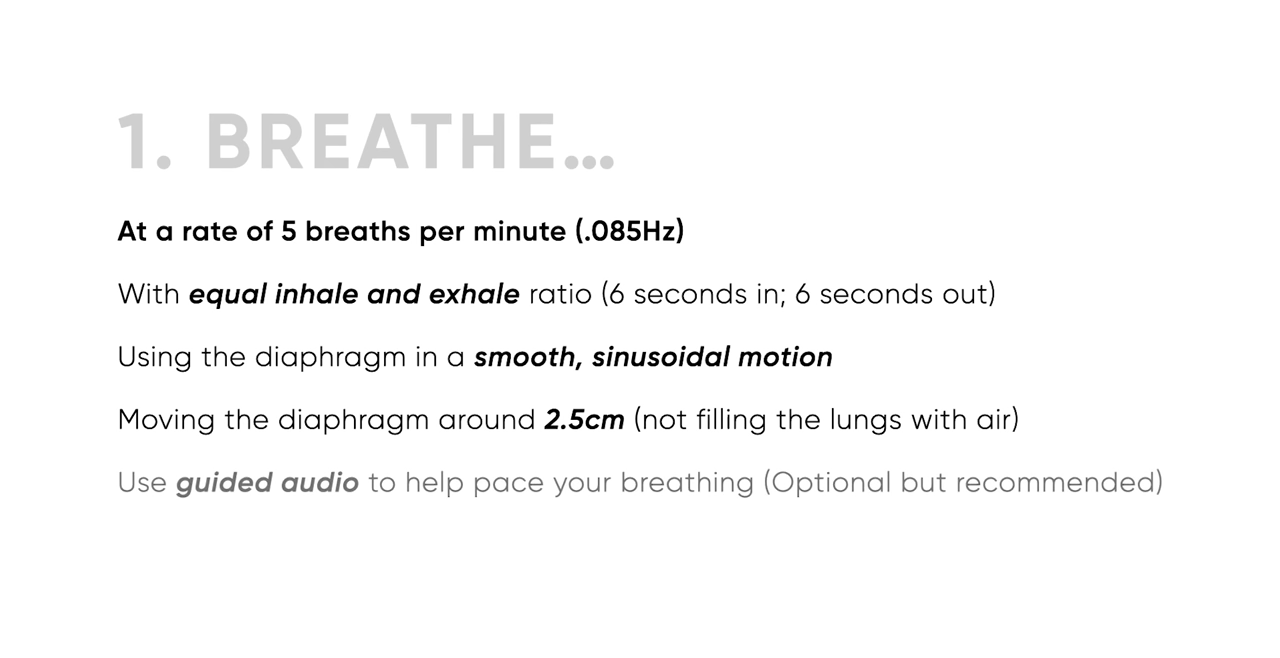 1. BREATHE…
At a rate of 5 breaths per minute (.085Hz)
With equal inhale and exhale ratio (6 seconds in; 6 seconds out)
Using the diaphragm in a smooth, sinusoidal motion
Moving the diaphragm around 2.5cm (not filling the lungs with air)
Use guided audio to help pace your breathing (Optional but recommended)